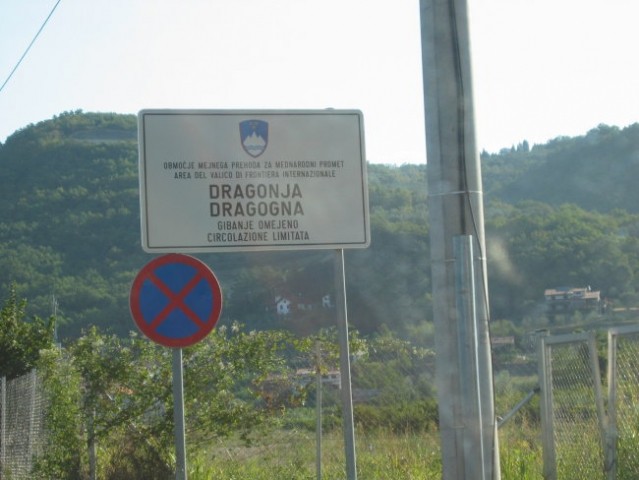 OBMOČJE MEJNEGA PREHODA ZA MEDNARODNI PROMET
AREA DEL VALICO DI FRONTIERA INTERNAZIONALE
DRAGONJA
DRAGOGNA
GIBANJE OMEJENO
CIRCOLAZIONE LIMITATA